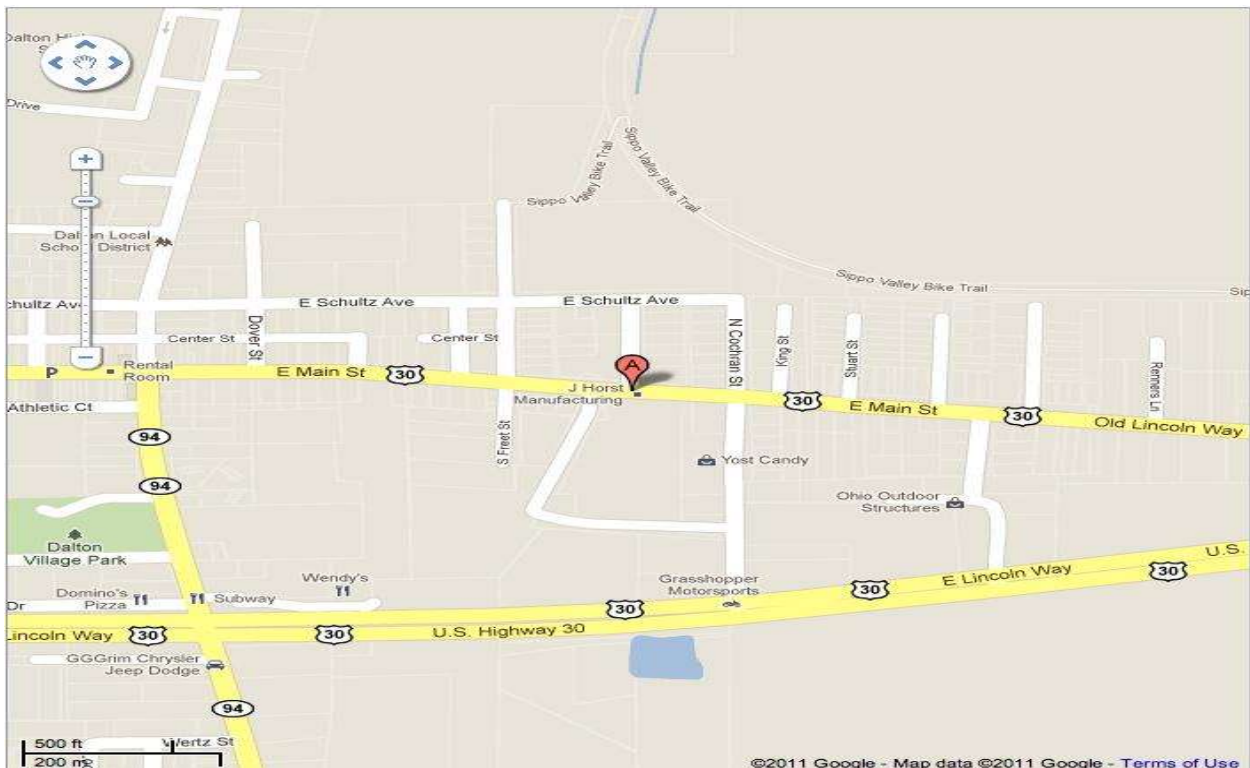 Dalton
Drive
Sippo Valley Bike Trail
Sippo Valley Bike Trail
Sippo Valley Bike Trail
Sip
Dalton Local
School District
chultz Av
E Schultz Ave
E Schultz Ave
Center St
Dover St
Center St
N Cochran St
King St
Stuart St
Renners Ln
P
Rental
Room
E Main St
30
A
J Horst
Manufacturing
30
E Main St
30
Old Lincoln Way
Athletic Ct
94
S Freet St
Yost Candy
94
Ohio Outdoor
Structures
Dalton
Village Park
Wendy's
Domino's
Pizza
Subway
Grasshopper
Motorsports
30
30
E Lincoln Way
30
U.S.
Dr
Lincoln Way
30
30
U.S. Highway 30
GGGrim Chrysler
Jeep Dodge
94
500 ft
200 m
Wertz St
©2011 Google - Map data ©2011 Google - Terms of Use